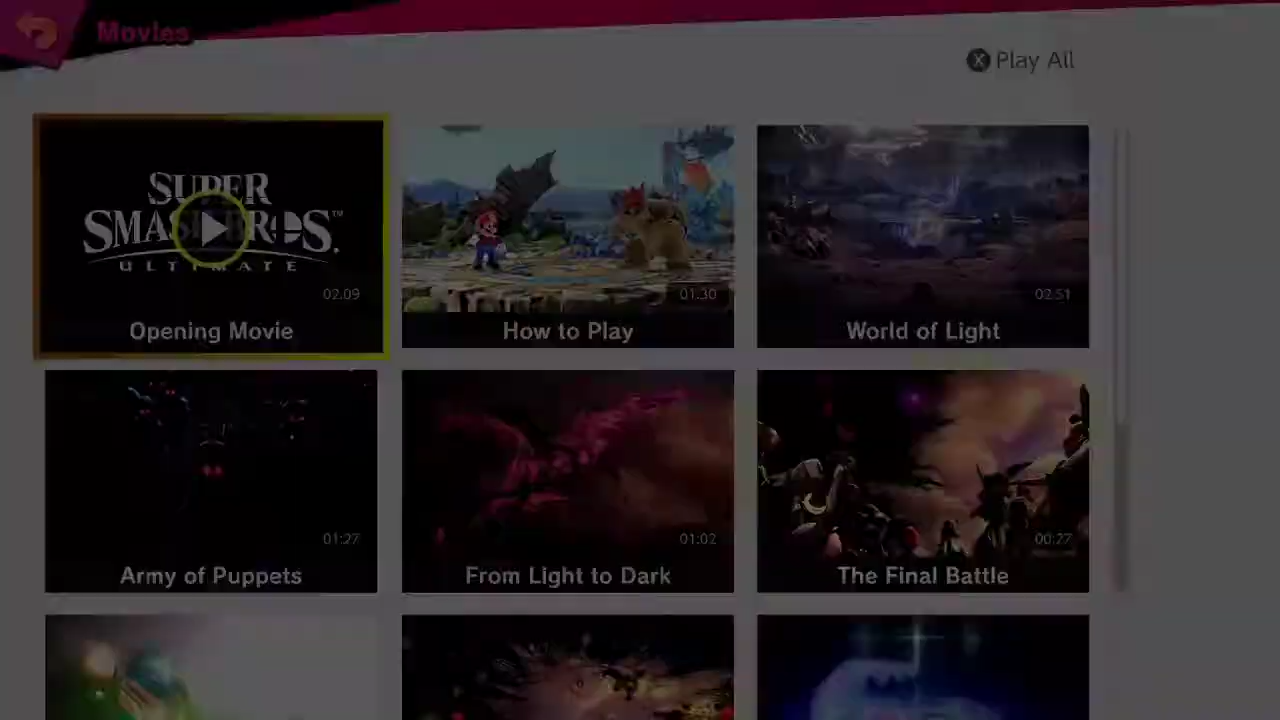 Movies
X Play All
SUPER
SMASH BROS.™
ULTIMATE
02.09
Opening Movie
01.30
How to Play
02:51
World of Light
01:27
Army of Puppets
01:02
From Light to Dark
00:27
The Final Battle